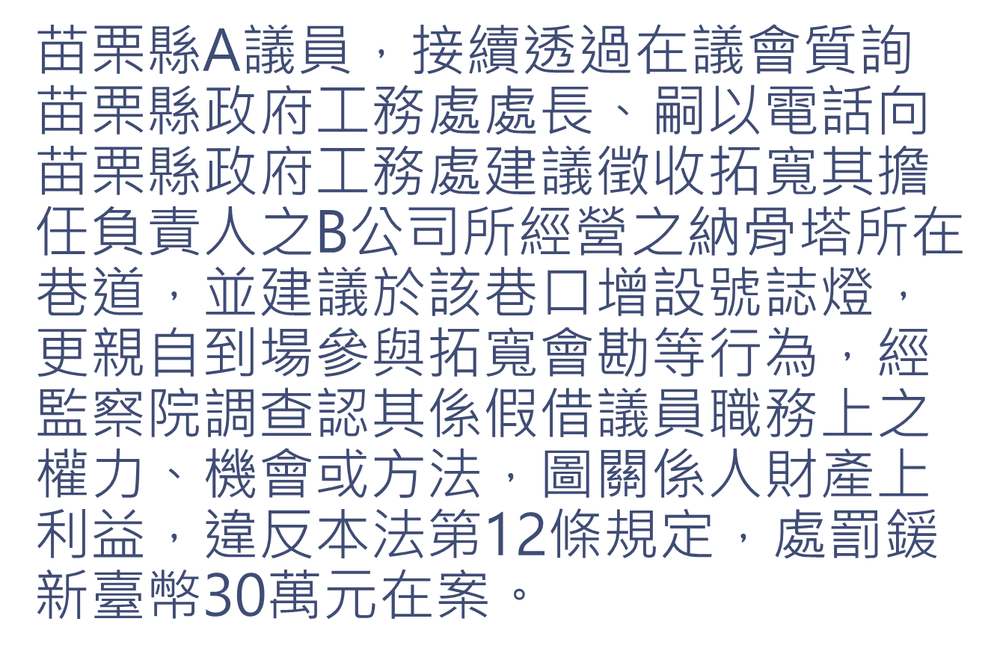 苗栗縣A議員，接續透過在議會質詢
苗栗縣政府工務處處長、嗣以電話向
苗栗縣政府工務處建議徵收拓寬其擔
任負責人之B公司所經營之納骨塔所在
巷道，並建議於該巷口增設號誌燈，
更親自到場參與拓寬會勘等行為，經
監察院調查認其係假借議員職務上之
權力、機會或方法，圖關係人財產上
利益，違反本法第12條規定，處罰鍰
新臺幣30萬元在案。